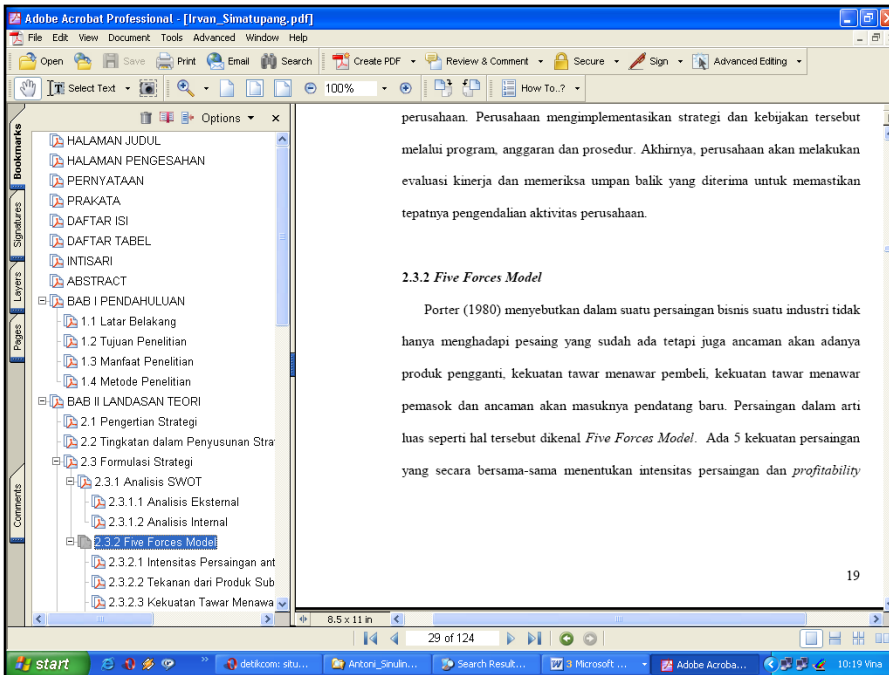 Adobe Acrobat Professional - [Irvan_Simatupang.pdf]
File Edit View Document Tools Advanced Window Help
Open Save Print Email Search Create PDF Review & Comment Secure Sign Advanced Editing
Select Text 100% How To..?
Options
Bookmarks
Signatures
Layers
Pages
Comments
HALAMAN JUDUL
HALAMAN PENGESAHAN
PERNYATAAN
PRAKATA
DAFTAR ISI
DAFTAR TABEL
INTISARI
ABSTRACT
BAB I PENDAHULUAN
1.1 Latar Belakang
1.2 Tujuan Penelitian
1.3 Manfaat Penelitian
1.4 Metode Penelitian
BAB II LANDASAN TEORI
2.1 Pengertian Strategi
2.2 Tingkatan dalam Penyusunan Stra
2.3 Formulasi Strategi
2.3.1 Analisis SWOT
2.3.1.1 Analisis Eksternal
2.3.1.2 Analisis Internal
2.3.2 Five Forces Model
2.3.2.1 Intensitas Persaingan ant
2.3.2.2 Tekanan dari Produk Sub
2.3.2.3 Kekuatan Tawar Menawa
perusahaan. Perusahaan mengimplementasikan strategi dan kebijakan tersebut
melalui program, anggaran dan prosedur. Akhirnya, perusahaan akan melakukan
evaluasi kinerja dan memeriksa umpan balik yang diterima untuk memastikan
tepatnya pengendalian aktivitas perusahaan.
2.3.2 Five Forces Model
Porter (1980) menyebutkan dalam suatu persaingan bisnis suatu industri tidak
hanya menghadapi pesaing yang sudah ada tetapi juga ancaman akan adanya
produk pengganti, kekuatan tawar menawar pembeli, kekuatan tawar menawar
pemasok dan ancaman akan masuknya pendatang baru. Persaingan dalam arti
luas seperti hal tersebut dikenal Five Forces Model. Ada 5 kekuatan persaingan
yang secara bersama-sama menentukan intensitas persaingan dan profitability
19
8.5 x 11 in
29 of 124
start detikcom: situ... Antoni_Sinulin... Search Result... 3 Microsoft ... Adobe Acroba... 10:19 Vina